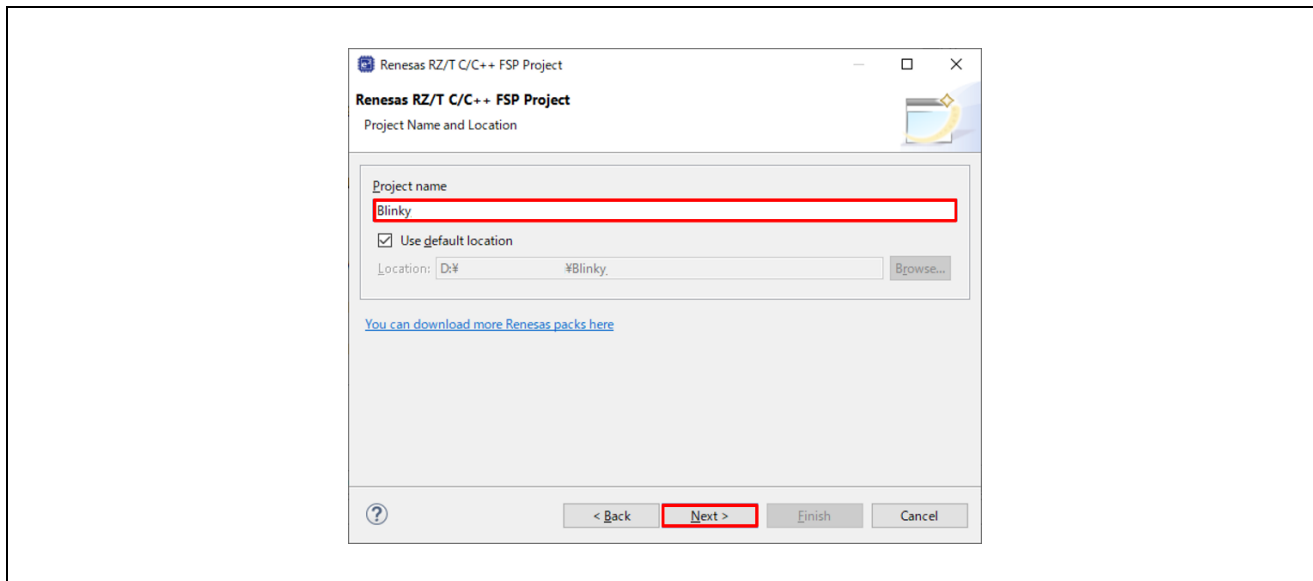 Renesas RZ/T C/C++ FSP Project
Renesas RZ/T C/C++ FSP Project
Project Name and Location
Project name
Blinky
Use default location
Location: D:¥ ¥Blinky Browse...
You can download more Renesas packs here
? < Back Next > Finish Cancel